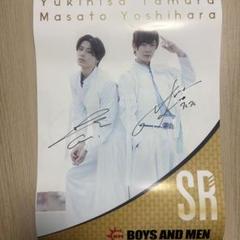 Yukihisa Tamura
Masato Yoshihara
SR
BOYS AND MEN